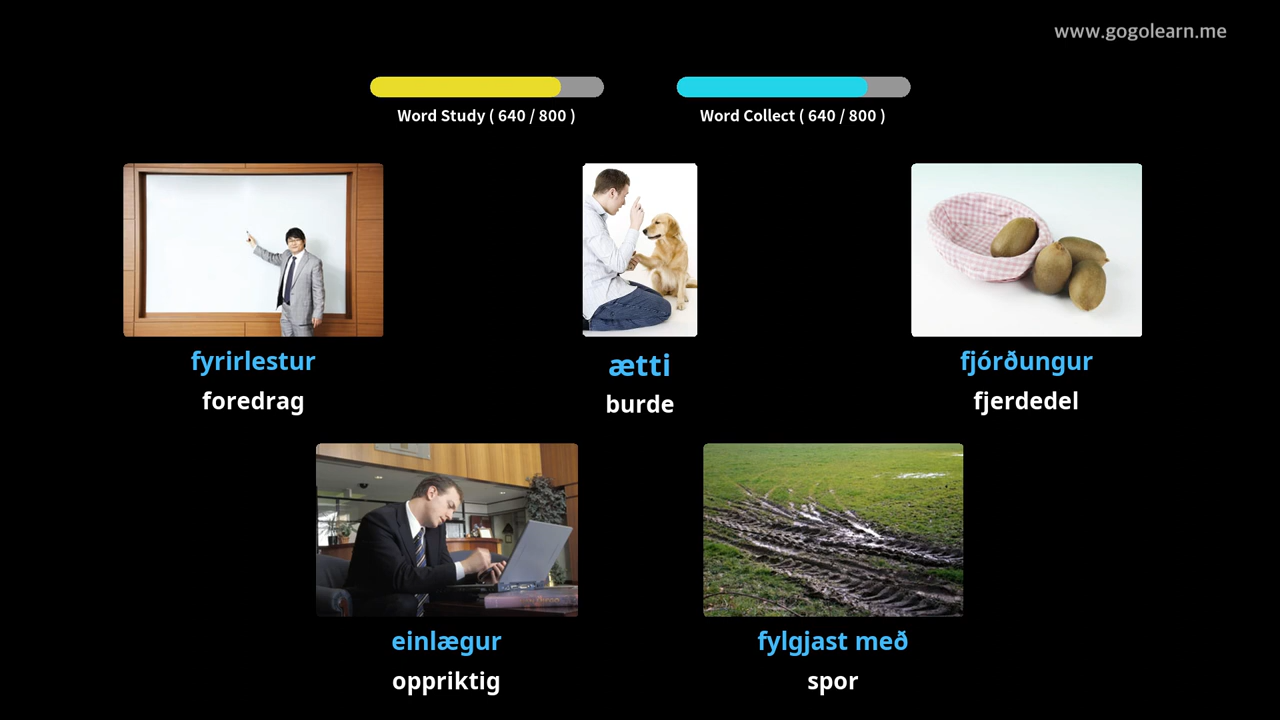 www.gogolearn.me
Word Study ( 640 / 800 )
Word Collect ( 640 / 800 )
fyrirlestur
foredrag
ætti
burde
fjórðungur
fjerdedel
einlægur
oppriktig
fylgjast með
spor